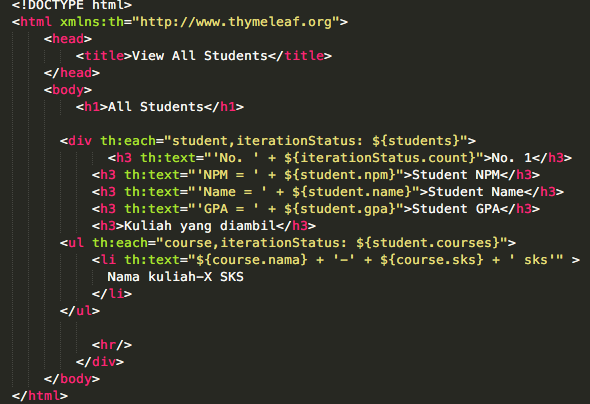 <!DOCTYPE html>
<html xmlns:th="http://www.thymeleaf.org">
    <head>
        <title>View All Students</title>
    </head>
    <body>
        <h1>All Students</h1>

      <div th:each="student,iterationStatus: ${students}">
            <h3 th:text="'No. ' + ${iterationStatus.count}">No. 1</h3>
          <h3 th:text="'NPM = ' + ${student.npm}">Student NPM</h3>
          <h3 th:text="'Name = ' + ${student.name}">Student Name</h3>
          <h3 th:text="'GPA = ' + ${student.gpa}">Student GPA</h3>
          <h3>Kuliah yang diambil</h3>
      <ul th:each="course,iterationStatus: ${student.courses}">
          <li th:text="${course.nama} + '-' + ${course.sks} + ' sks'" >
            Nama kuliah-X SKS
          </li>
      </ul>

          <hr/>
        </div>
    </body>
</html>